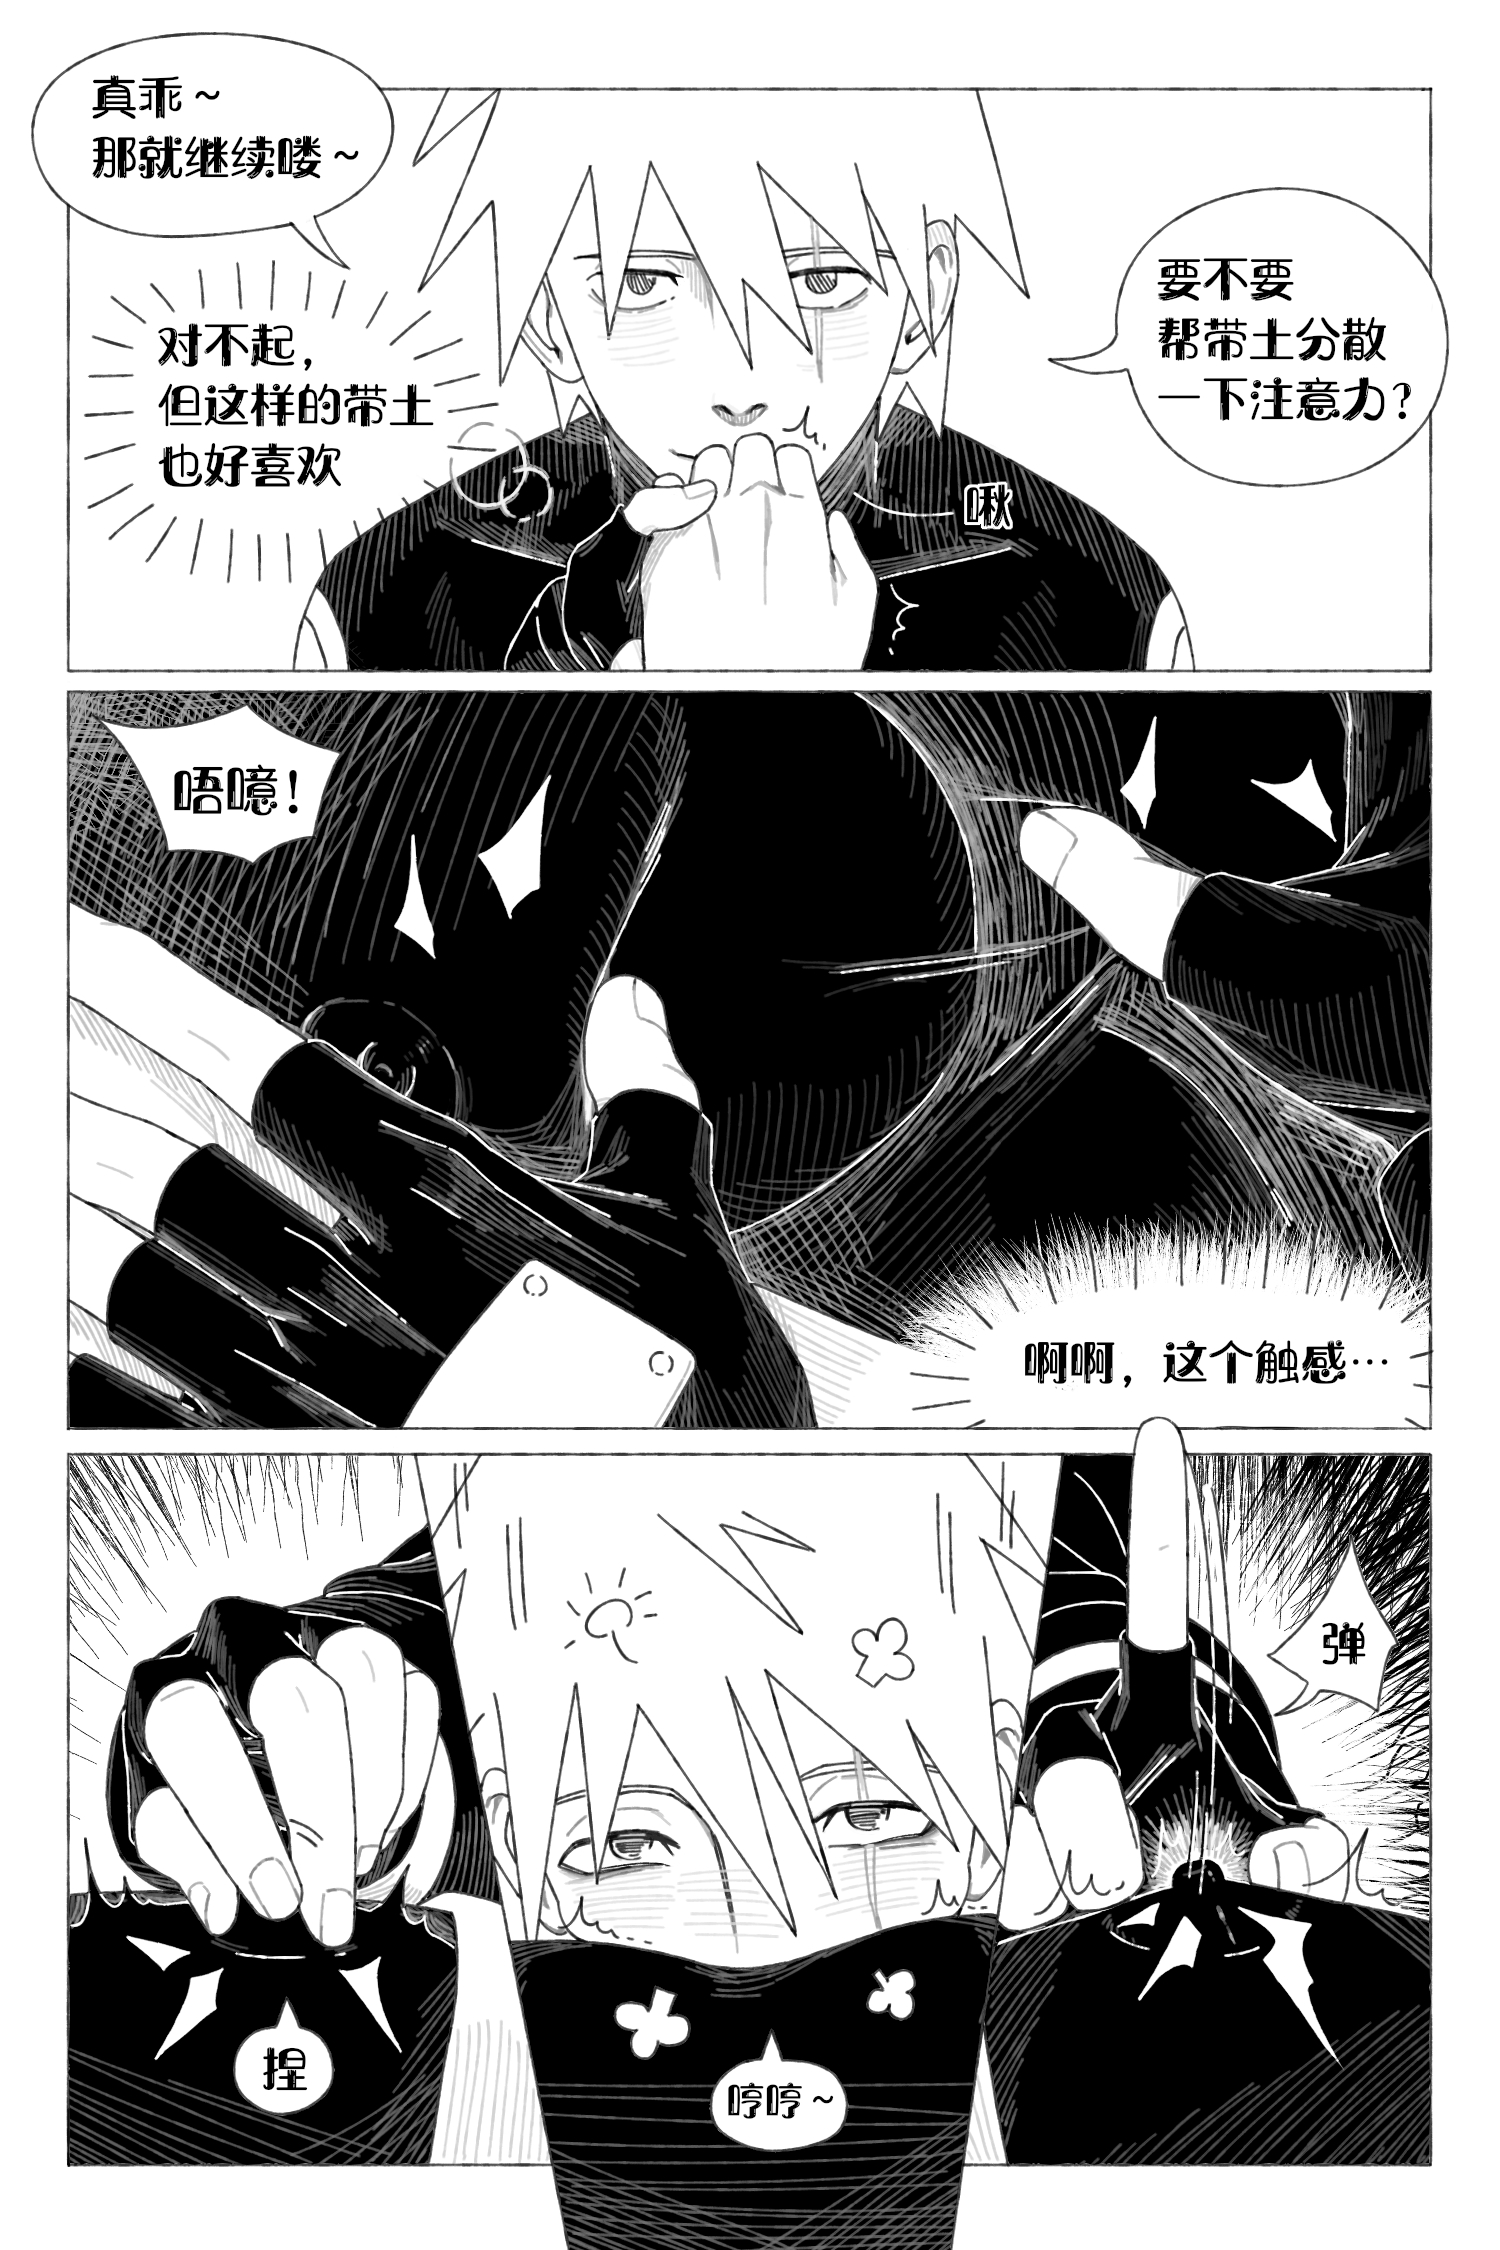 真乖~
那就继续喽~
对不起，
但这样的带土
也好喜欢
要不要
帮带土分散
一下注意力?
啾
唔噫!
啊啊，这个触感…
捏
哼哼~
弹